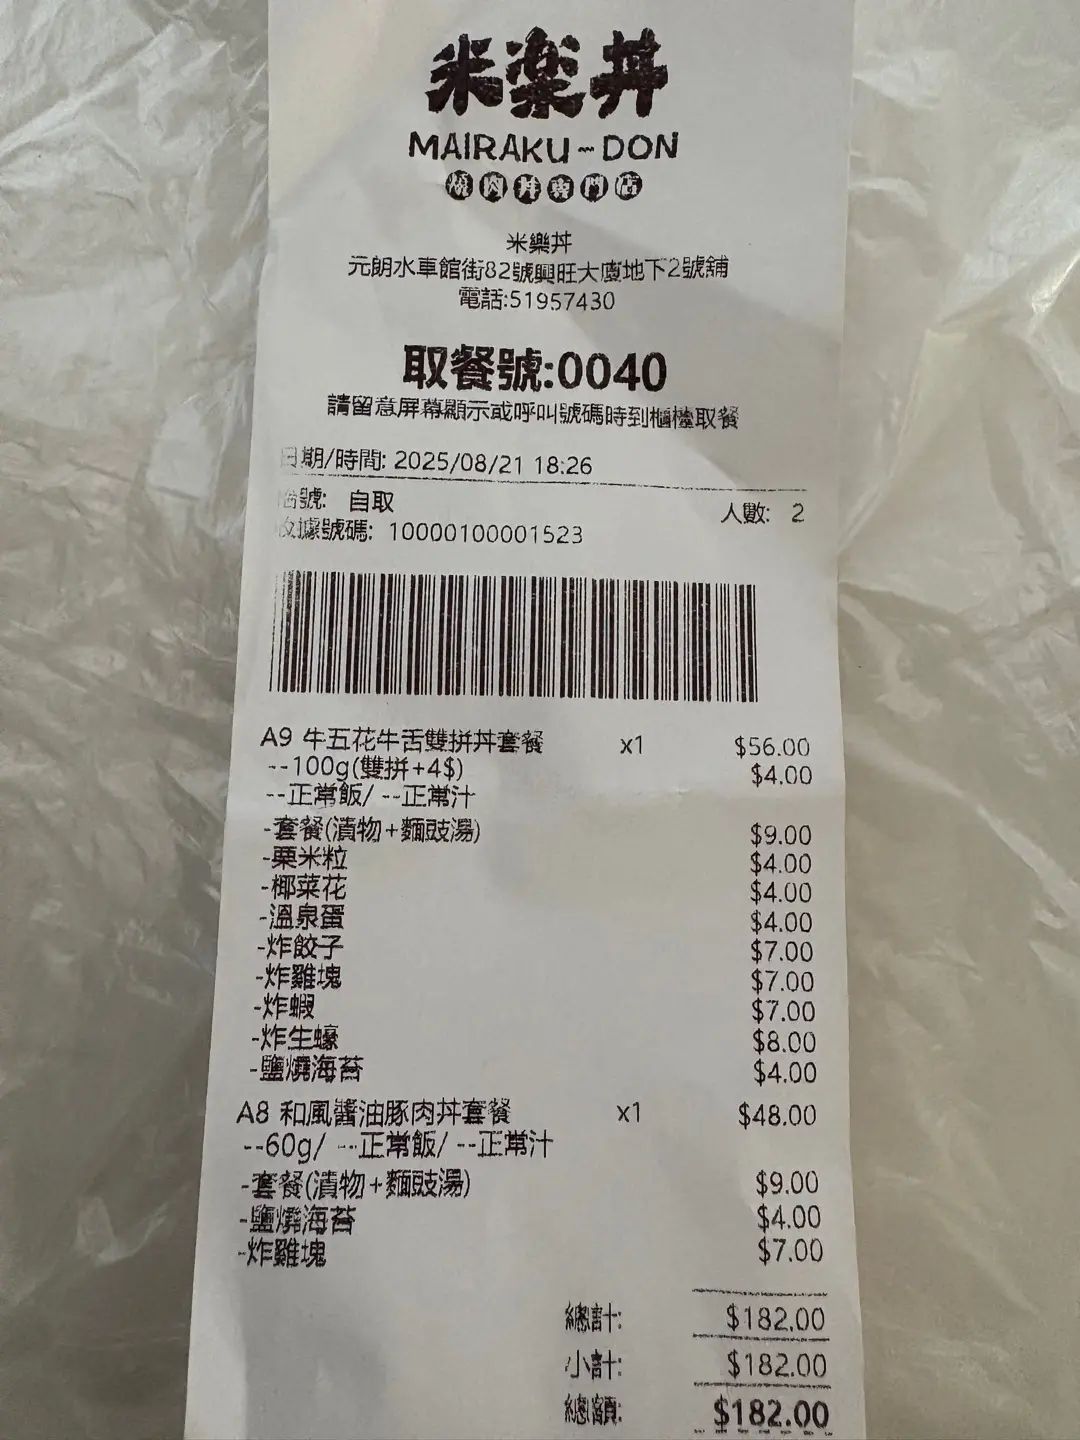 米楽丼
MAIRAKU-DON
燒肉丼專門店
米樂丼
元朗水車館街82號興旺大廈地下2號舖
電話:51957430
取餐號:0040
請留意屏幕顯示或呼叫號碼時到櫃檯取餐
日期/時間: 2025/08/21 18:26
枱號: 自取 人數: 2
收據號碼: 10000100001523
A9 牛五花牛舌雙拼丼套餐 x1 $56.00
--100g(雙拼+4$) $4.00
--正常飯/ --正常汁
-套餐(漬物+麵豉湯) $9.00
-粟米粒 $4.00
-椰菜花 $4.00
-溫泉蛋 $4.00
-炸餃子 $7.00
-炸雞塊 $7.00
-炸蝦 $7.00
-炸生蠔 $8.00
-鹽燒海苔 $4.00
A8 和風醬油豚肉丼套餐 x1 $48.00
--60g/ --正常飯/ --正常汁
-套餐(漬物+麵豉湯) $9.00
-鹽燒海苔 $4.00
-炸雞塊 $7.00
總計: $182.00
小計: $182.00
總額: $182.00